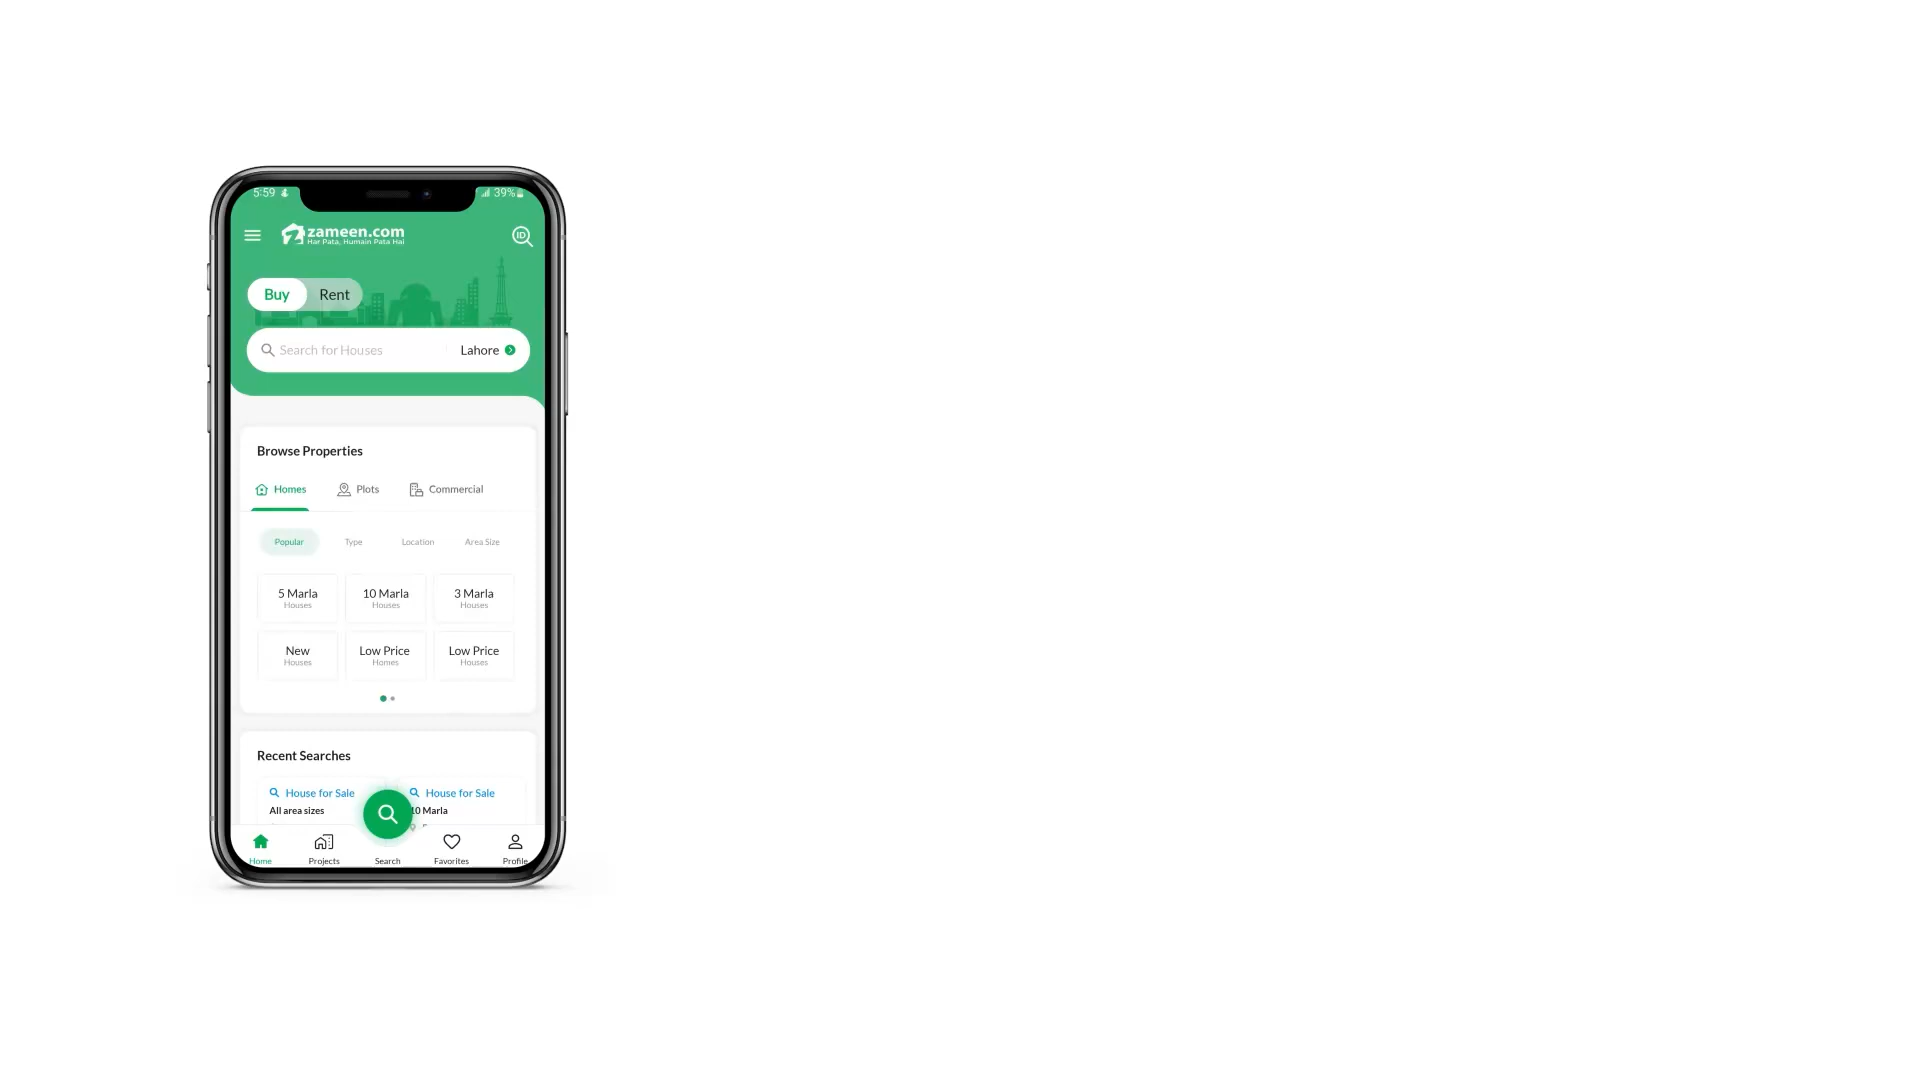 5:59 39%
zameen.com
Har Pata, Humain Pata Hai
ID
Buy Rent
Search for Houses Lahore
Browse Properties
Homes Plots Commercial
Popular Type Location Area Size
5 Marla 10 Marla 3 Marla
Houses Houses Houses
New Low Price Low Price
Houses Homes Houses
Recent Searches
House for Sale House for Sale
All area sizes 10 Marla
Home Projects Search Favorites Profile